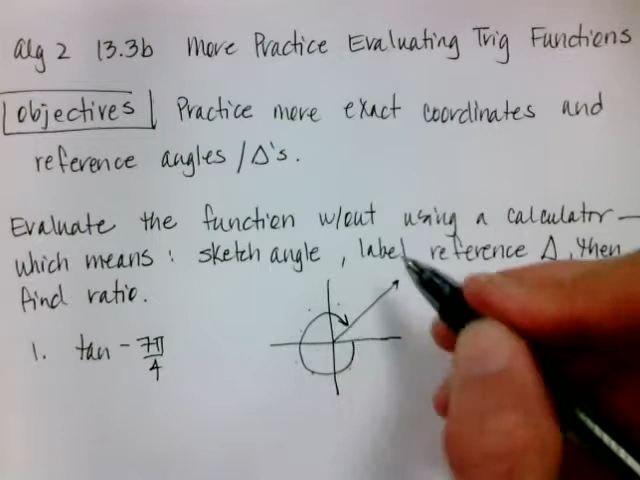 alg 2 13.3b More Practice Evaluating Trig Functions
Objectives Practice more exact coordinates and
reference angles / Δ's.
Evaluate the function w/out using a calculator —
which means : sketch angle , label reference Δ , then
find ratio.
1. tan - 7π/4